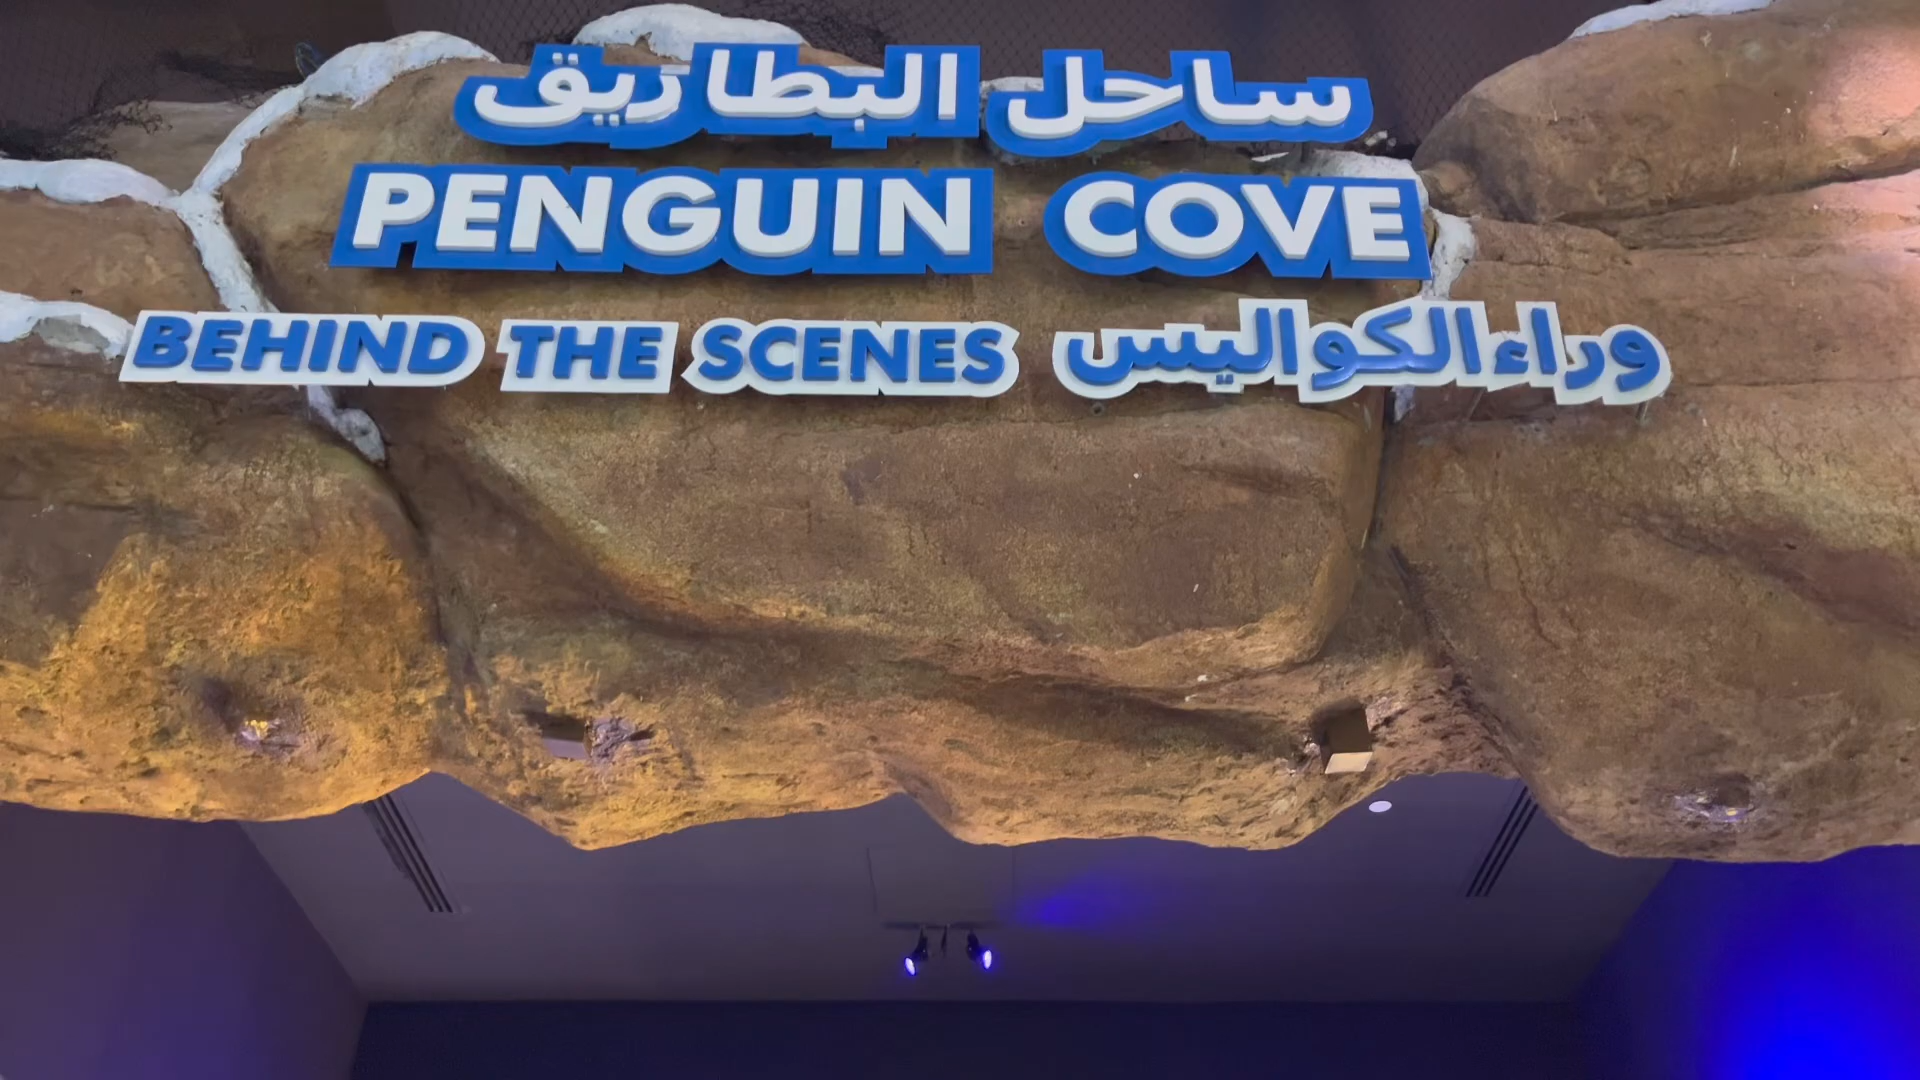 ساحل البطاريق
PENGUIN COVE
BEHIND THE SCENES وراء الكواليس